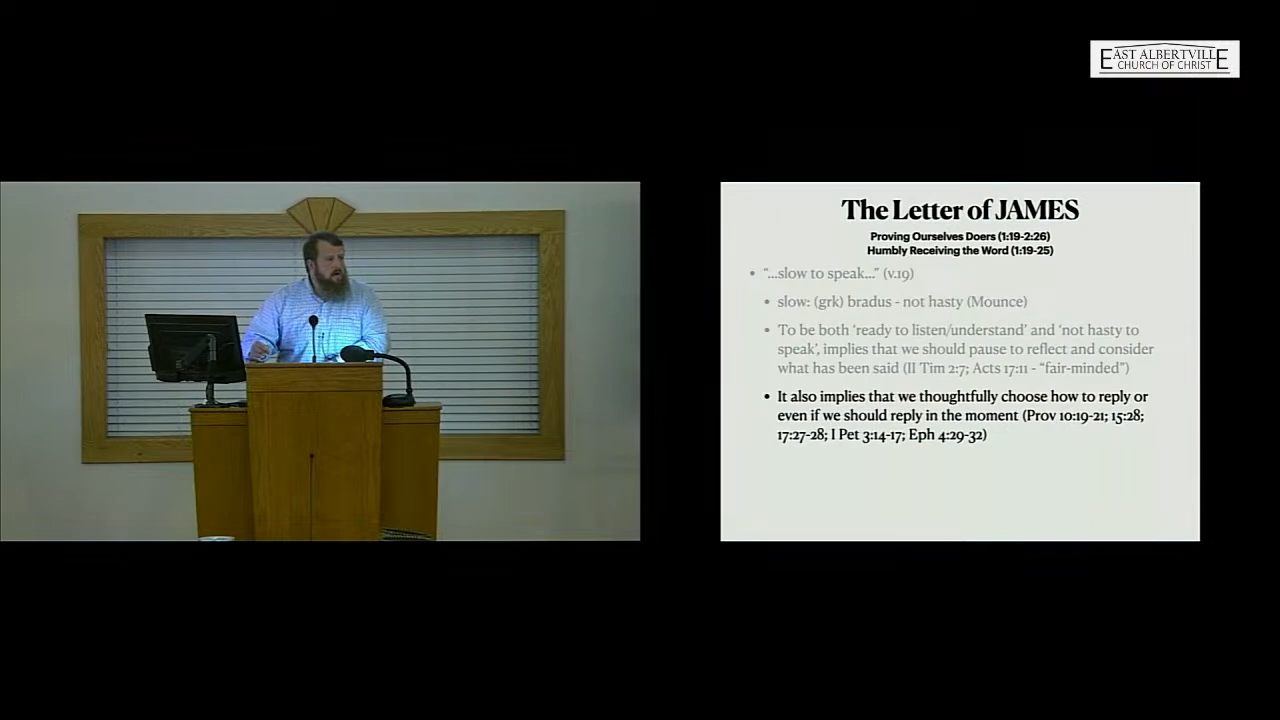 EAST ALBERTVILLE
CHURCH OF CHRIST
The Letter of JAMES
Proving Ourselves Doers (1:19-2:26)
Humbly Receiving the Word (1:19-25)
• “...slow to speak...” (v.19)
• slow: (grk) bradus - not hasty (Mounce)
• To be both ‘ready to listen/understand’ and ‘not hasty to
speak’, implies that we should pause to reflect and consider
what has been said (II Tim 2:7; Acts 17:11 - “fair-minded”)
• It also implies that we thoughtfully choose how to reply or
even if we should reply in the moment (Prov 10:19-21; 15:28;
17:27-28; I Pet 3:14-17; Eph 4:29-32)